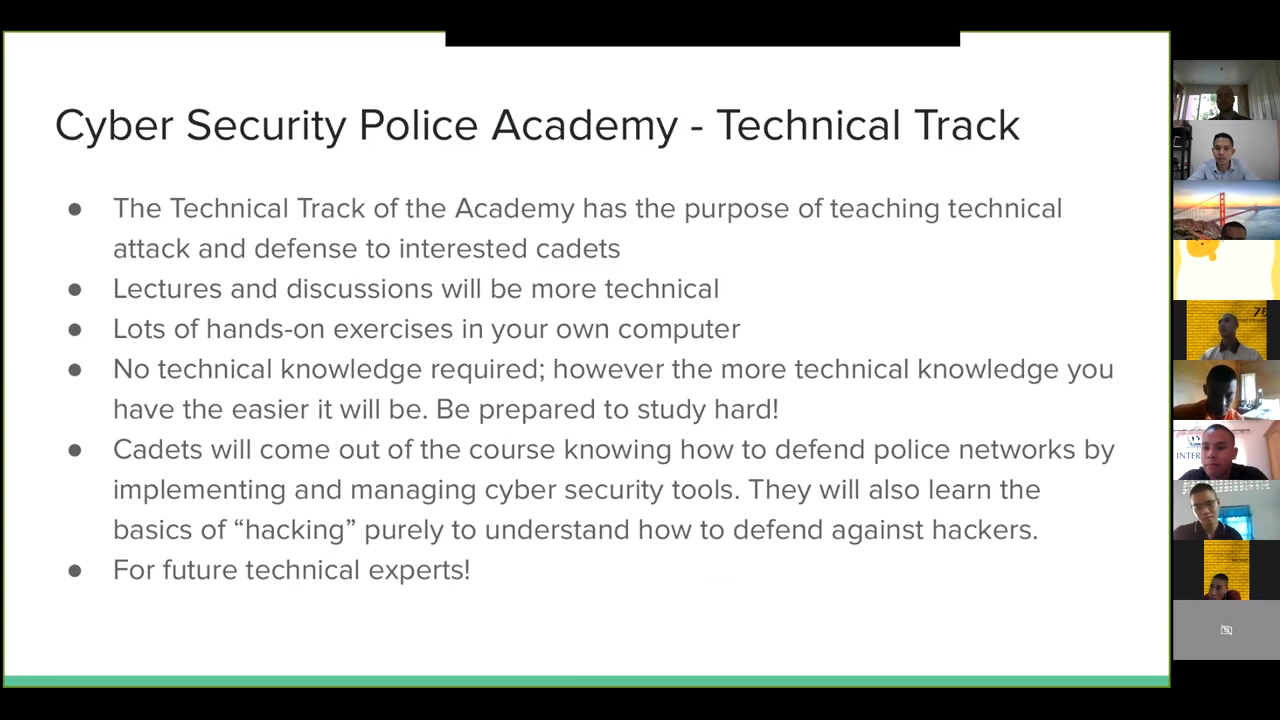 Cyber Security Police Academy - Technical Track
● The Technical Track of the Academy has the purpose of teaching technical
attack and defense to interested cadets
● Lectures and discussions will be more technical
● Lots of hands-on exercises in your own computer
● No technical knowledge required; however the more technical knowledge you
have the easier it will be. Be prepared to study hard!
● Cadets will come out of the course knowing how to defend police networks by
implementing and managing cyber security tools. They will also learn the
basics of “hacking” purely to understand how to defend against hackers.
● For future technical experts!